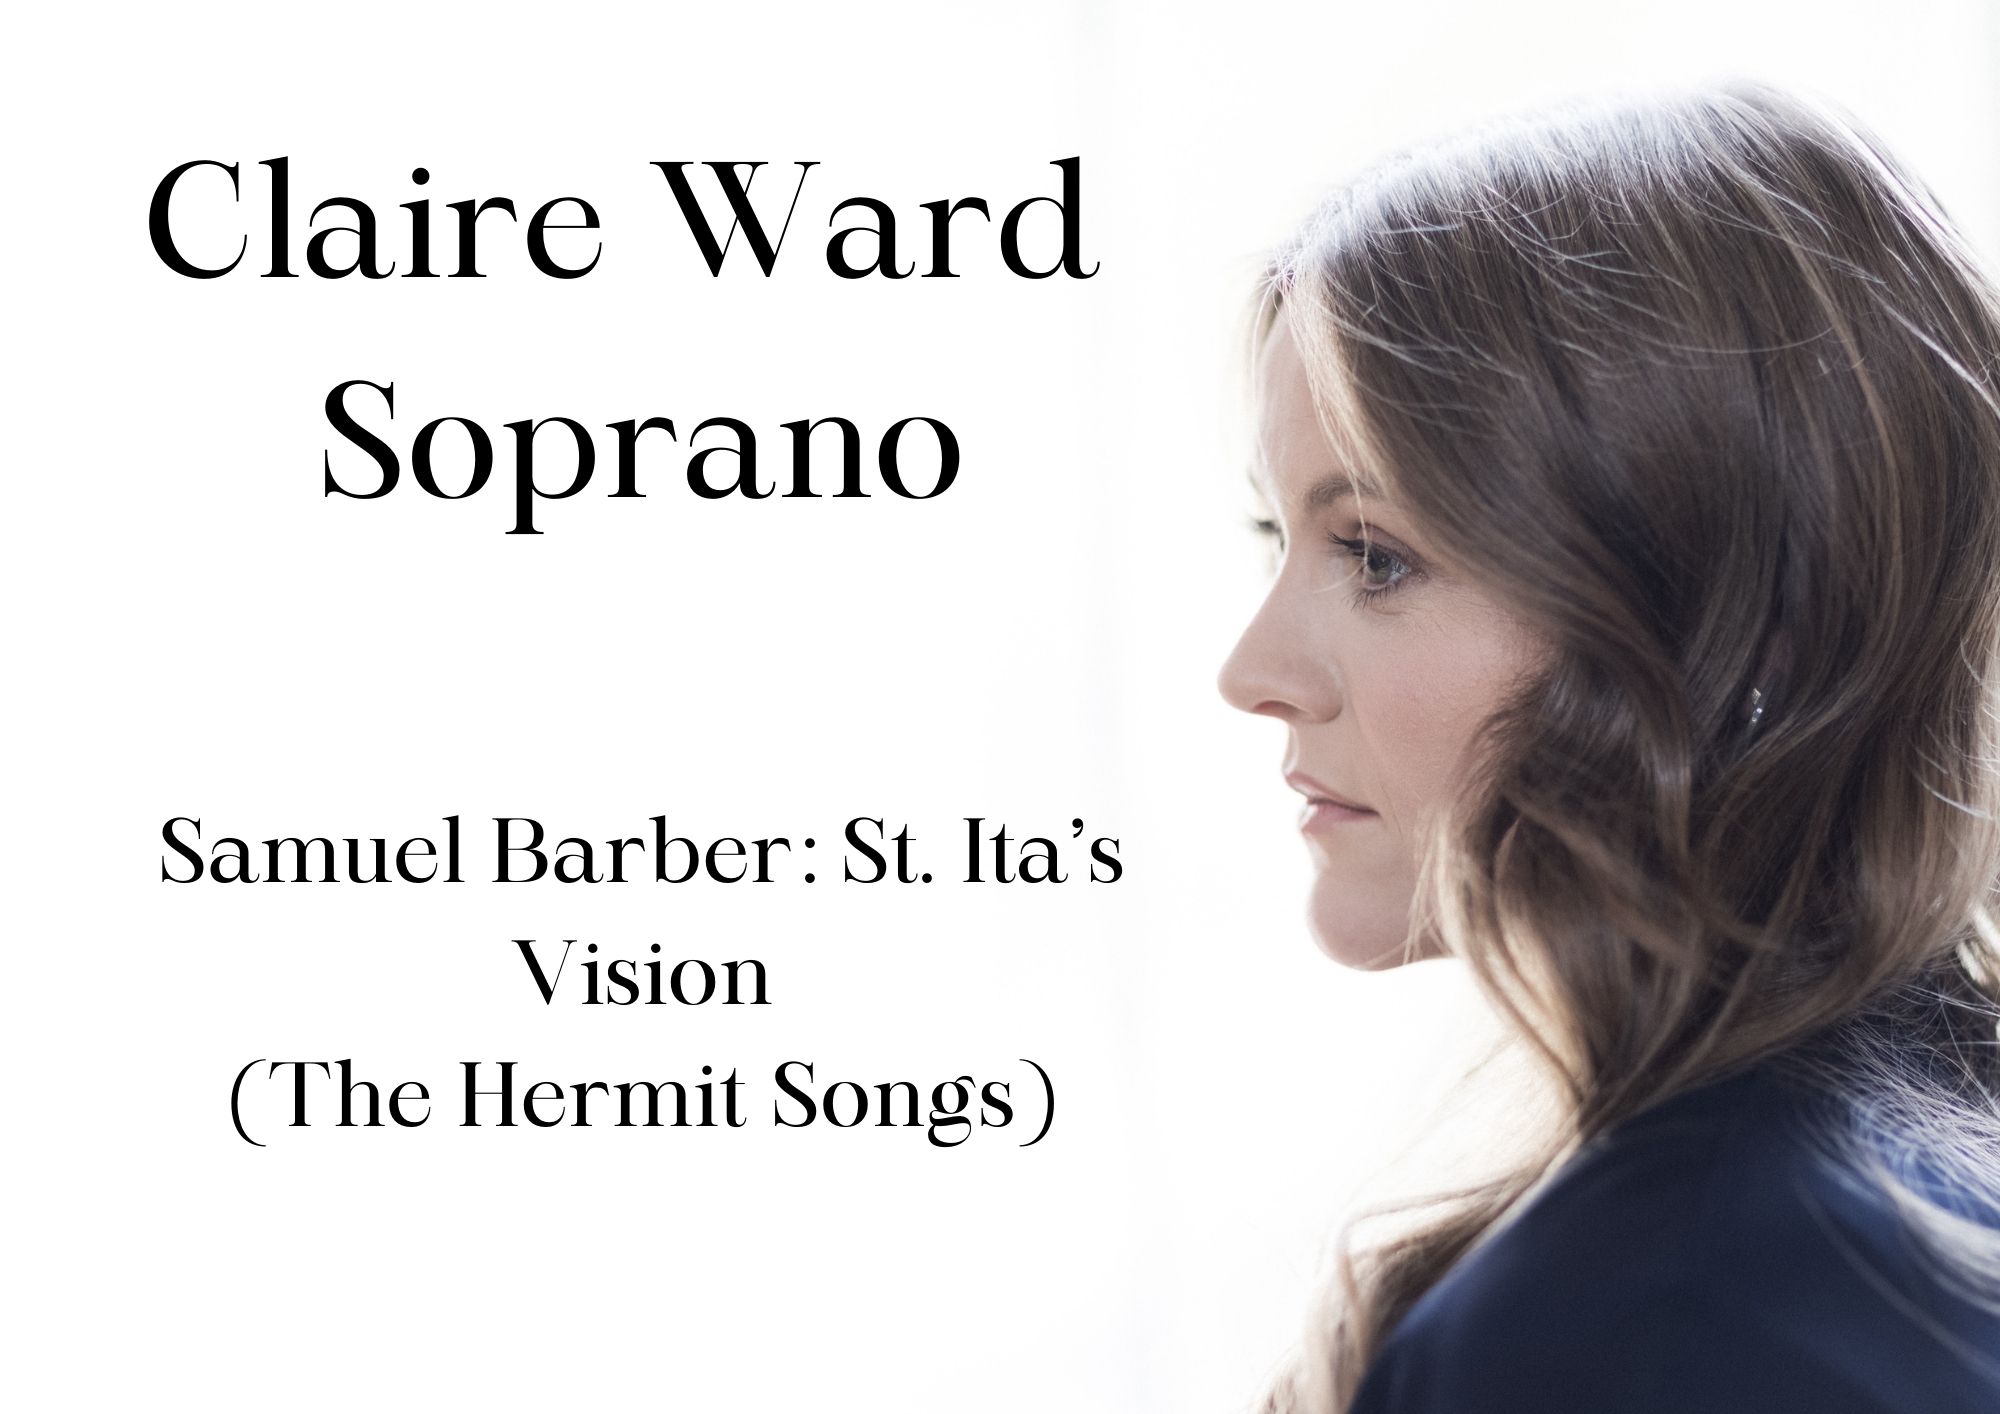 Claire Ward
Soprano
Samuel Barber: St. Ita’s
Vision
(The Hermit Songs)